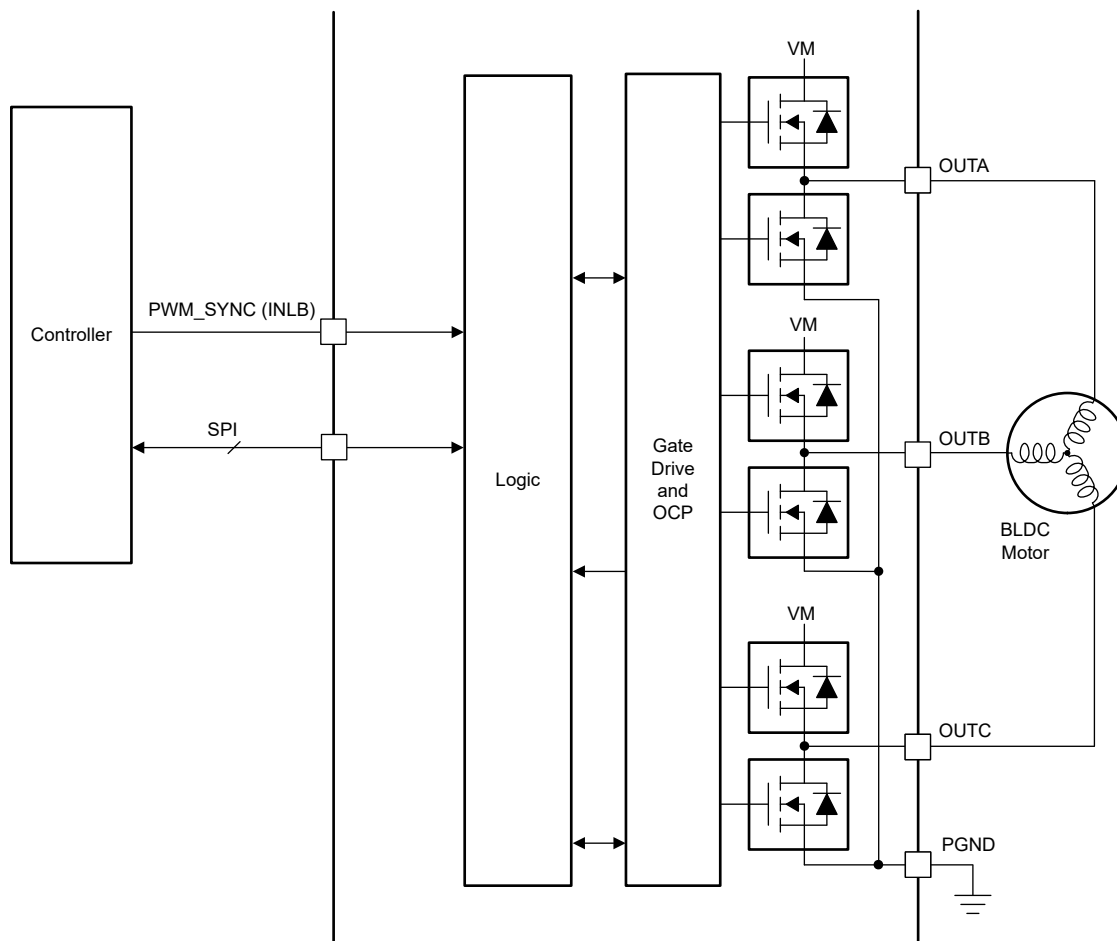 VM
OUTA
PWM_SYNC (INLB)
VM
Controller
SPI
Logic
Gate
Drive
and
OCP
OUTB
BLDC
Motor
VM
OUTC
PGND